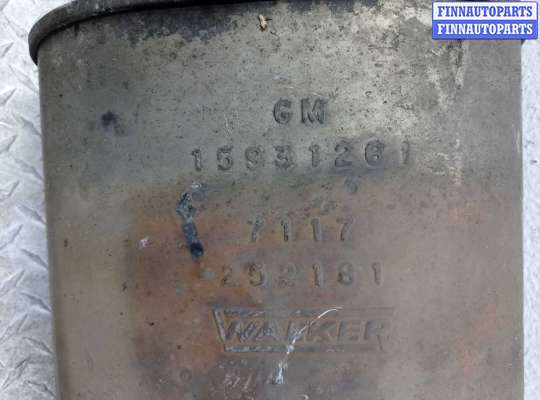 FINNAUTOPARTS
FINNAUTOPARTS
GM
15931261
7117
252181
WALKER